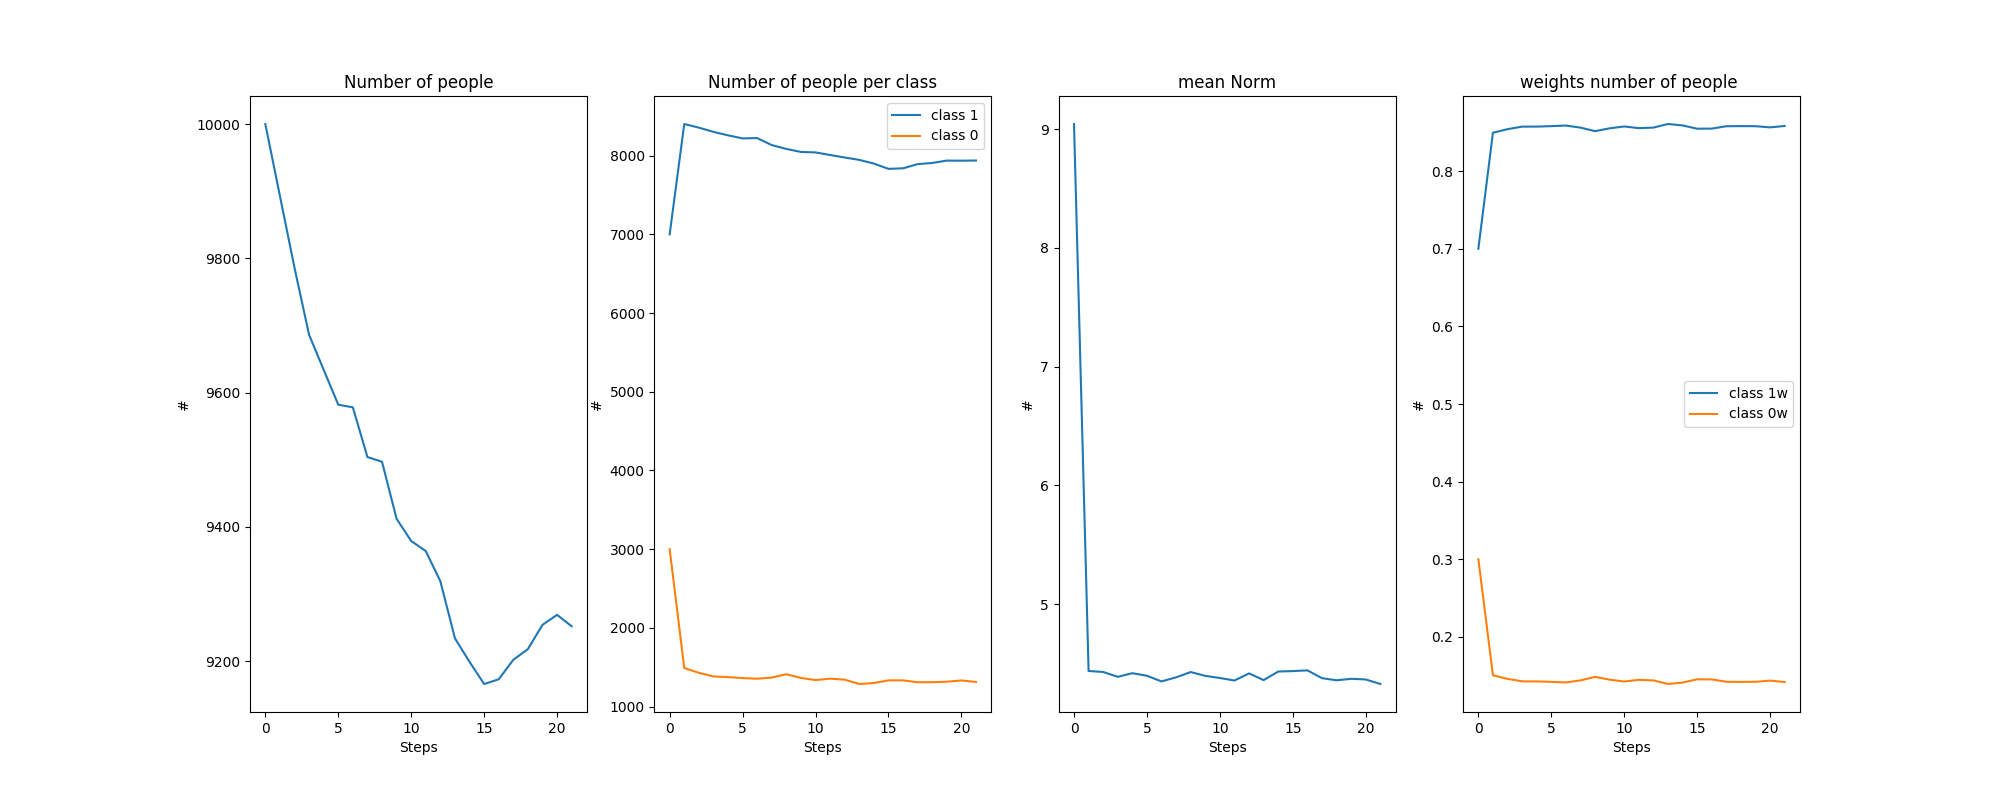 Number of people
10000
9800
9600
9400
9200
#
0 5 10 15 20
Steps
Number of people per class
class 1
class 0
8000
7000
6000
5000
4000
3000
2000
1000
#
0 5 10 15 20
Steps
mean Norm
9
8
7
6
5
#
0 5 10 15 20
Steps
weights number of people
0.8
0.7
0.6
0.5
0.4
0.3
0.2
#
class 1w
class 0w
0 5 10 15 20
Steps